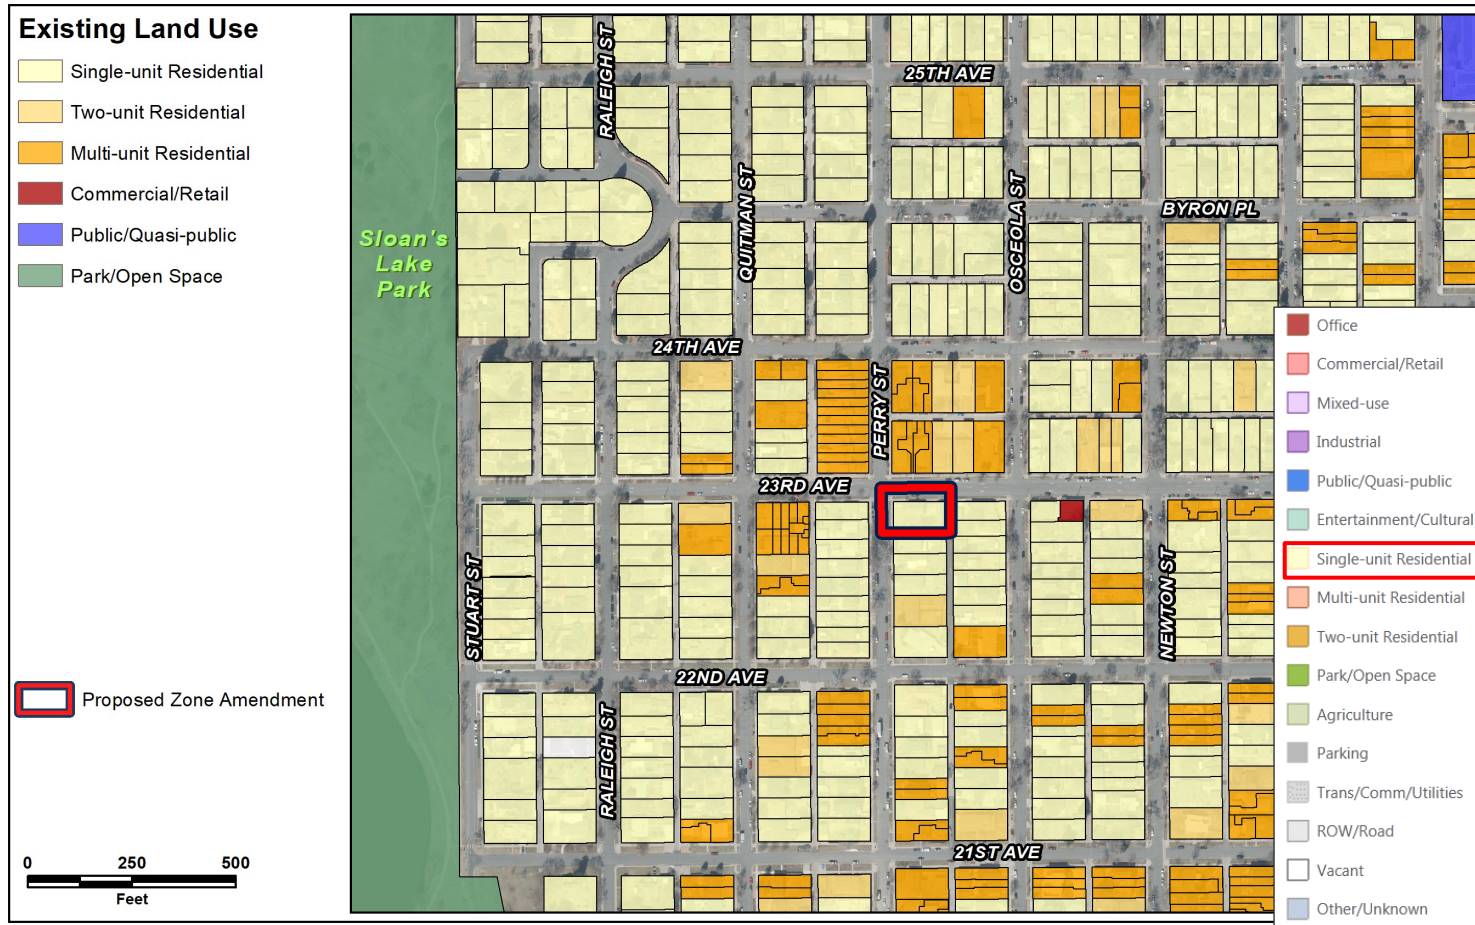 Existing Land Use
Single-unit Residential
Two-unit Residential
Multi-unit Residential
Commercial/Retail
Public/Quasi-public
Park/Open Space
Proposed Zone Amendment
0 250 500
Feet
RALEIGH ST
25TH AVE
QUITMAN ST
OSCEOLA ST
BYRON PL
Sloan's
Lake
Park
24TH AVE
PERRY ST
23RD AVE
STUART ST
NEWTON ST
22ND AVE
RALEIGH ST
21ST AVE
Office
Commercial/Retail
Mixed-use
Industrial
Public/Quasi-public
Entertainment/Cultural
Single-unit Residential
Multi-unit Residential
Two-unit Residential
Park/Open Space
Agriculture
Parking
Trans/Comm/Utilities
ROW/Road
Vacant
Other/Unknown